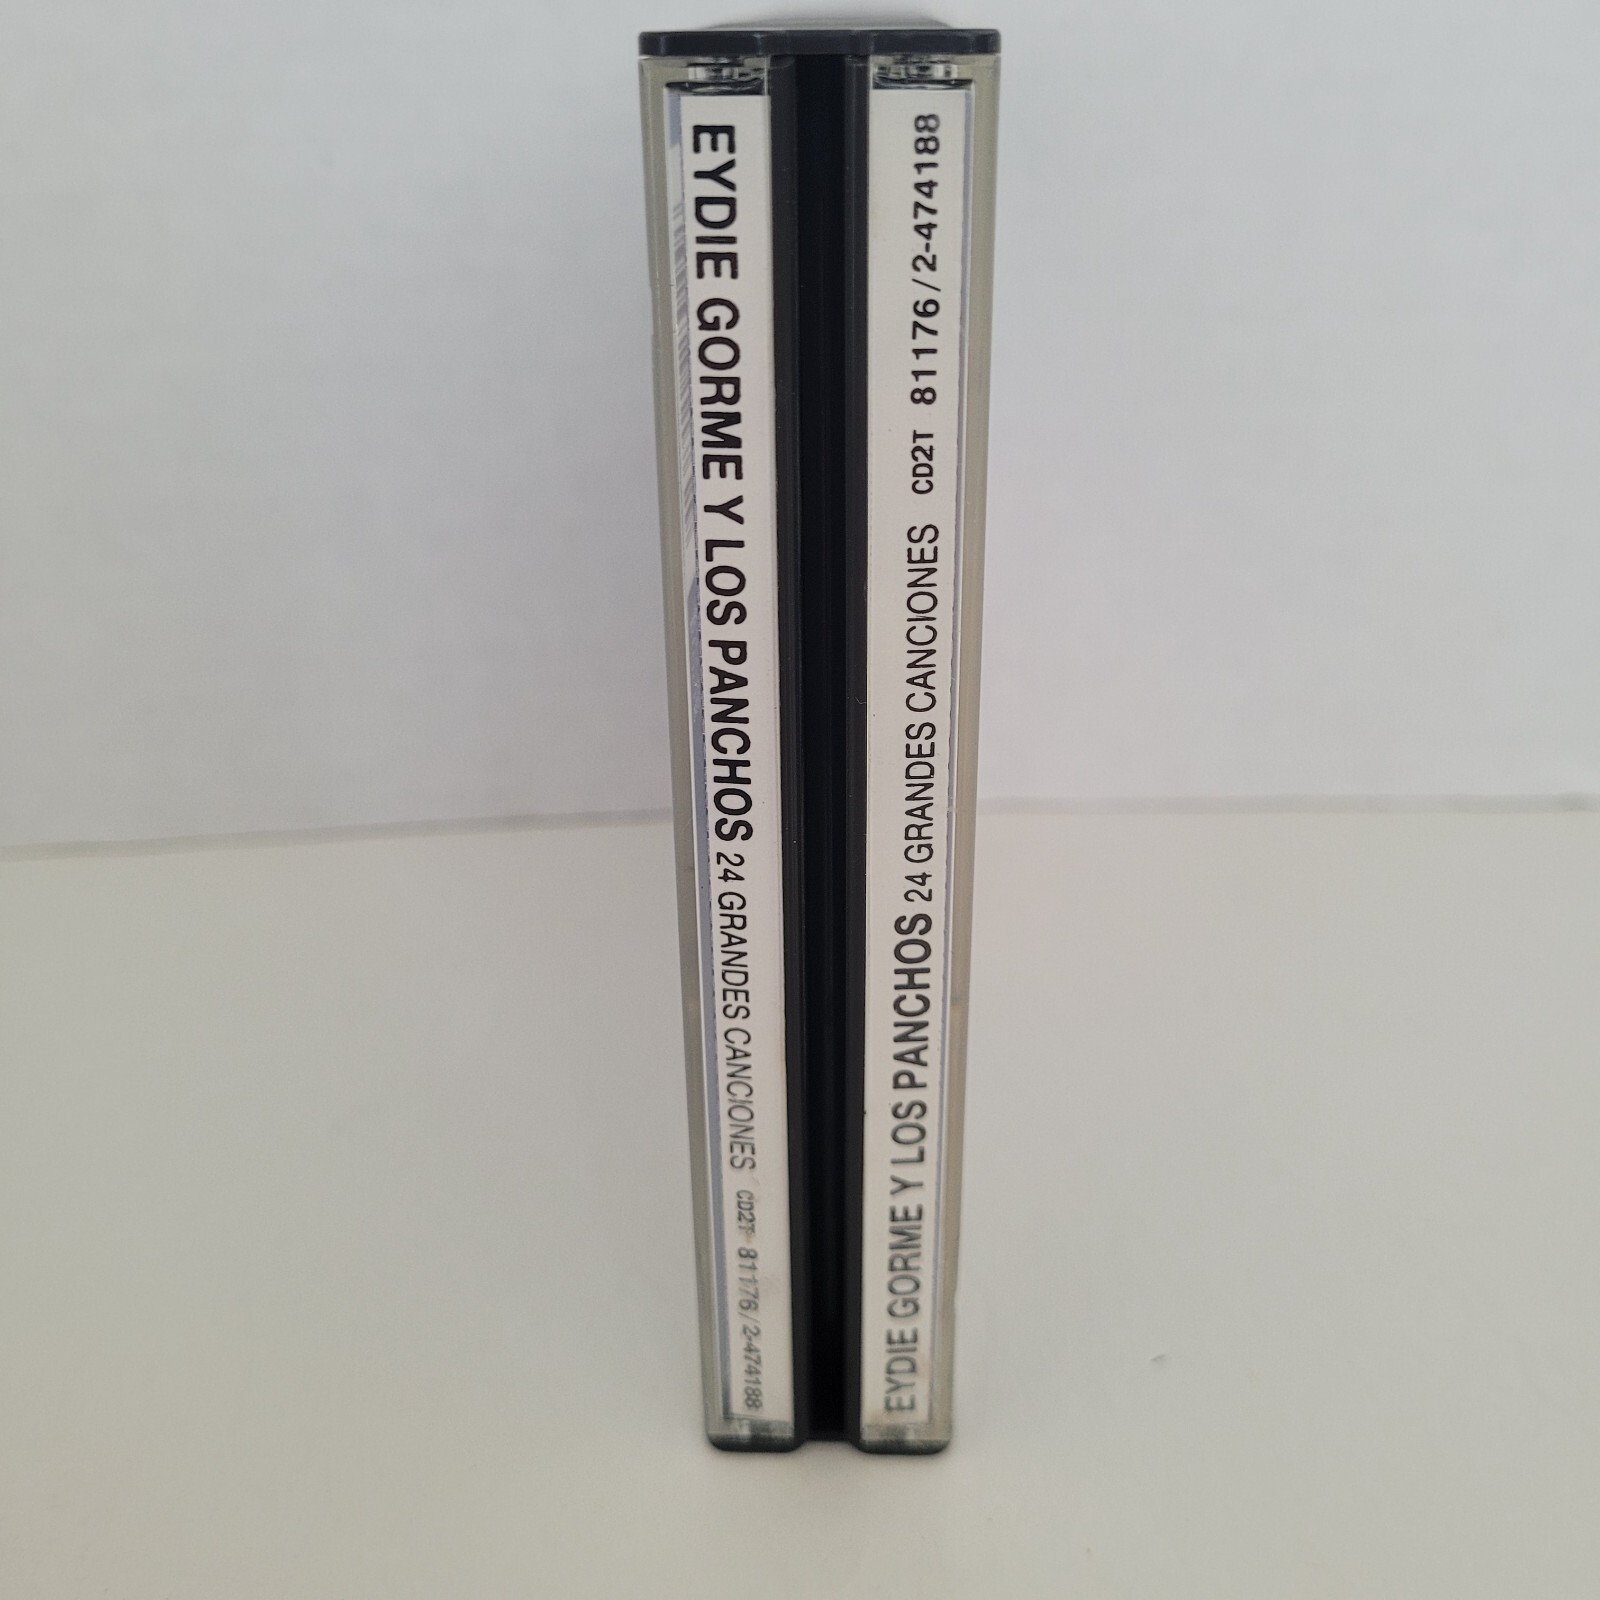 EYDIE GORME Y LOS PANCHOS 24 GRANDES CANCIONES CD2T 81176/2-474188
EYDIE GORME Y LOS PANCHOS 24 GRANDES CANCIONES CD2T 81176/2-474188